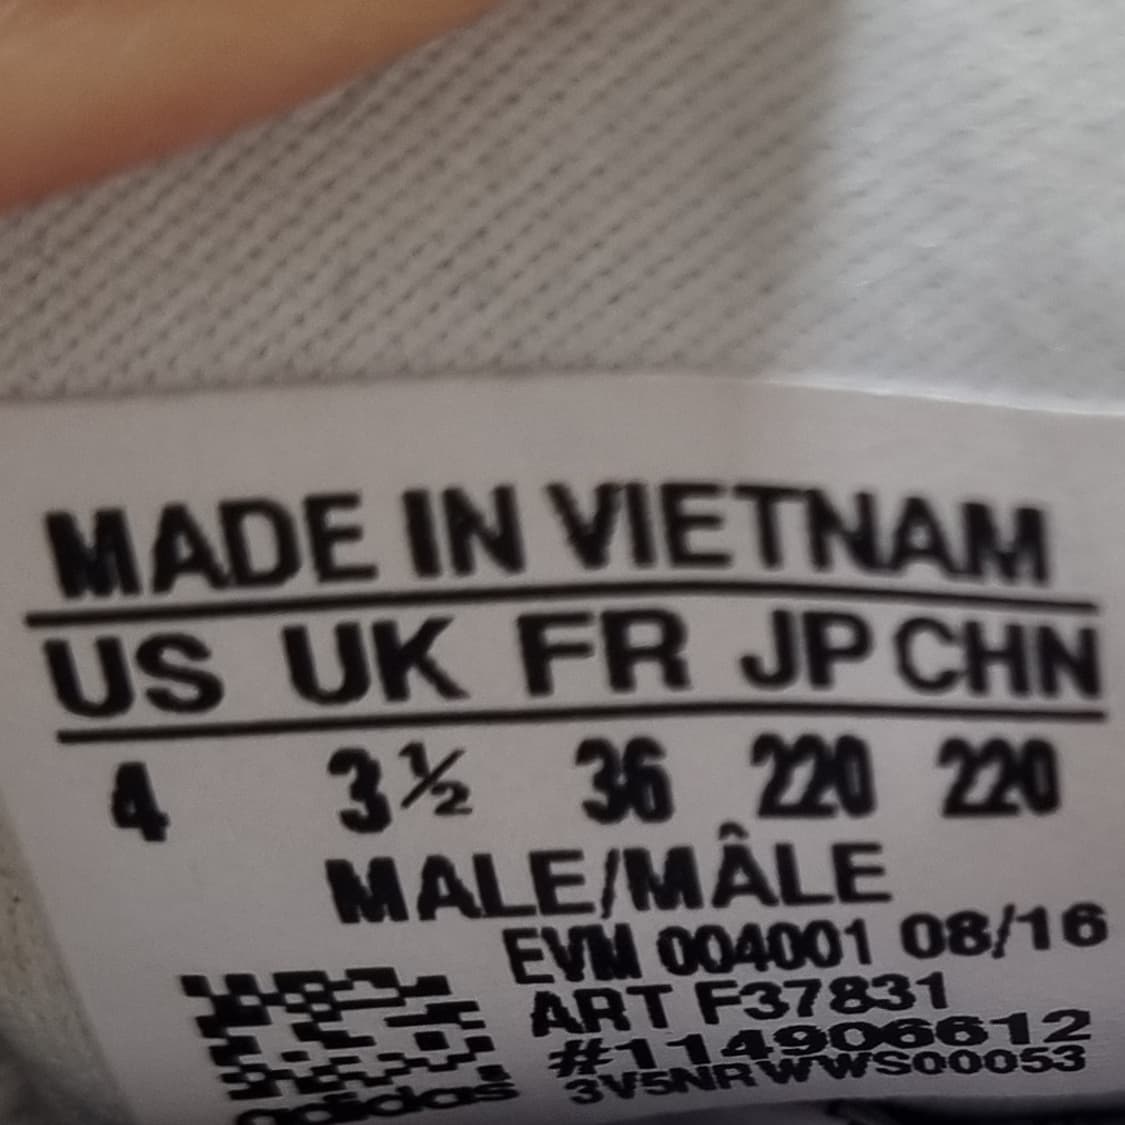 MADE IN VIETNAM
US UK FR JP CHN
4 3½ 36 220 220
MALE/MÂLE
EVM 004001 08/16
ART F37831
#114906612
3V5NRWWS00053
adidas